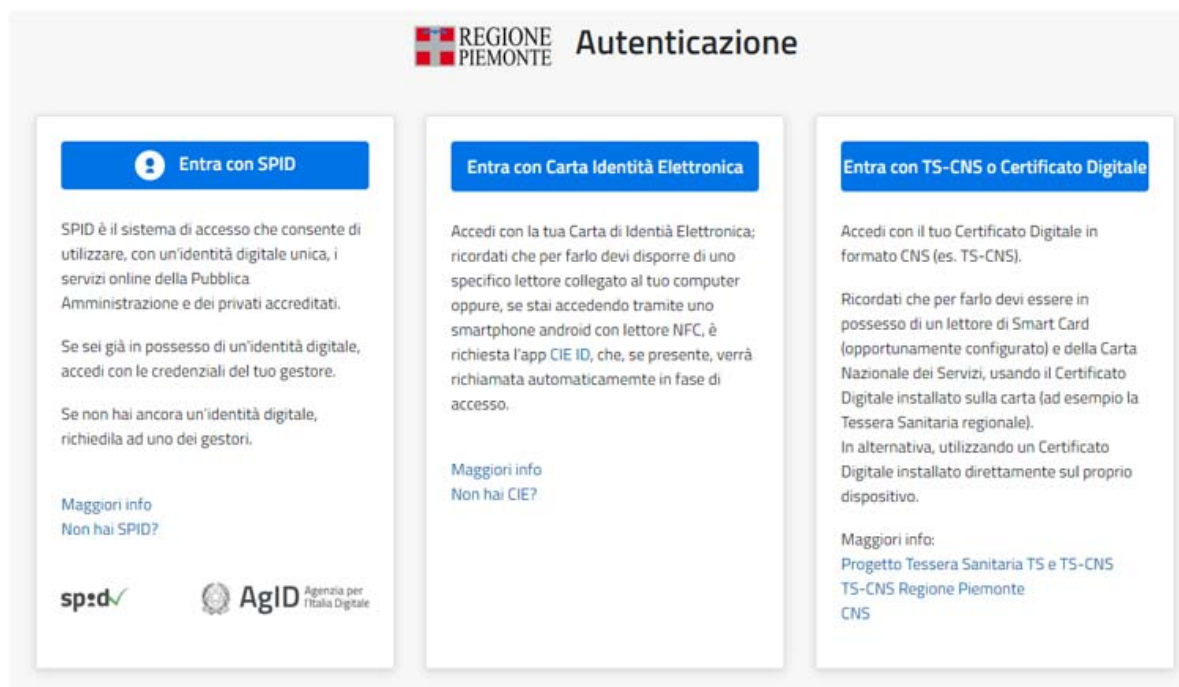 REGIONE
PIEMONTE
Autenticazione
Entra con SPID
SPID è il sistema di accesso che consente di
utilizzare, con un'identità digitale unica, i
servizi online della Pubblica
Amministrazione e dei privati accreditati.
Se sei già in possesso di un'identità digitale,
accedi con le credenziali del tuo gestore.
Se non hai ancora un'identità digitale,
richiedila ad uno dei gestori.
Maggiori info
Non hai SPID?
spid
AgID Agenzia per
l'Italia Digitale
Entra con Carta Identità Elettronica
Accedi con la tua Carta di Identià Elettronica;
ricordati che per farlo devi disporre di uno
specifico lettore collegato al tuo computer
oppure, se stai accedendo tramite uno
smartphone android con lettore NFC, è
richiesta l'app CIE ID, che, se presente, verrà
richiamata automaticamemte in fase di
accesso.
Maggiori info
Non hai CIE?
Entra con TS-CNS o Certificato Digitale
Accedi con il tuo Certificato Digitale in
formato CNS (es. TS-CNS).
Ricordati che per farlo devi essere in
possesso di un lettore di Smart Card
(opportunamente configurato) e della Carta
Nazionale dei Servizi, usando il Certificato
Digitale installato sulla carta (ad esempio la
Tessera Sanitaria regionale).
In alternativa, utilizzando un Certificato
Digitale installato direttamente sul proprio
dispositivo.
Maggiori info:
Progetto Tessera Sanitaria TS e TS-CNS
TS-CNS Regione Piemonte
CNS